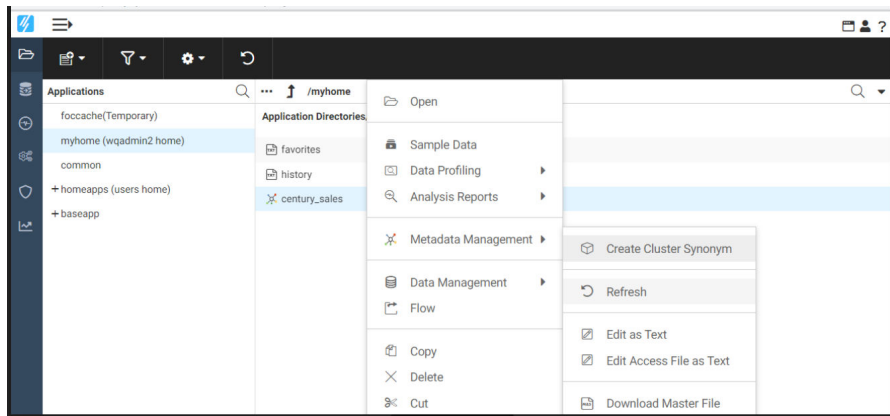 ?
Applications
... /myhome
foccache(Temporary)
Application Directories
myhome (wqadmin2 home)
favorites
common
history
+homeapps (users home)
century_sales
+baseapp
Open
Sample Data
Data Profiling
Analysis Reports
Metadata Management
Data Management
Flow
Copy
Delete
Cut
Create Cluster Synonym
Refresh
Edit as Text
Edit Access File as Text
Download Master File